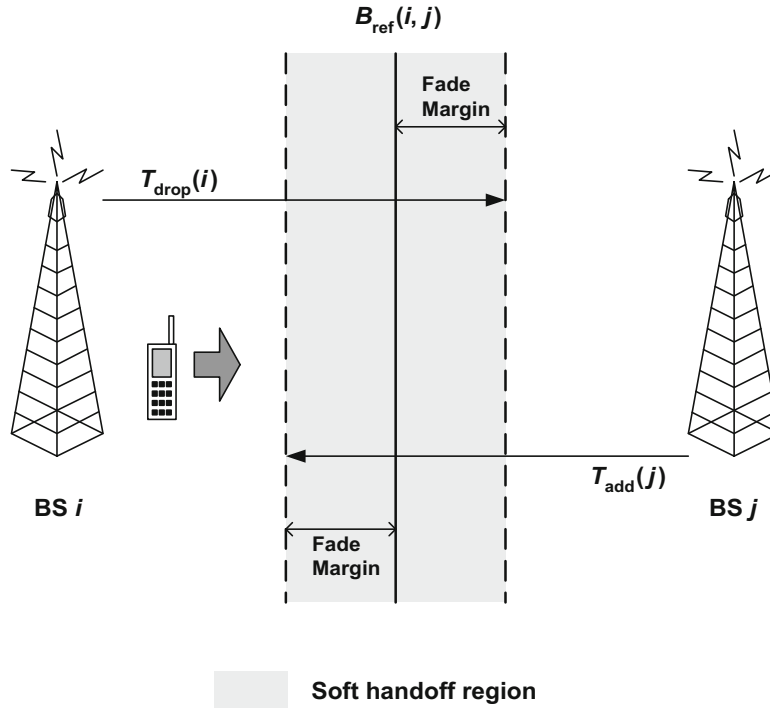 B_ref(i, j)
Fade
Margin
T_drop(i)
T_add(j)
BS i
BS j
Fade
Margin
Soft handoff region